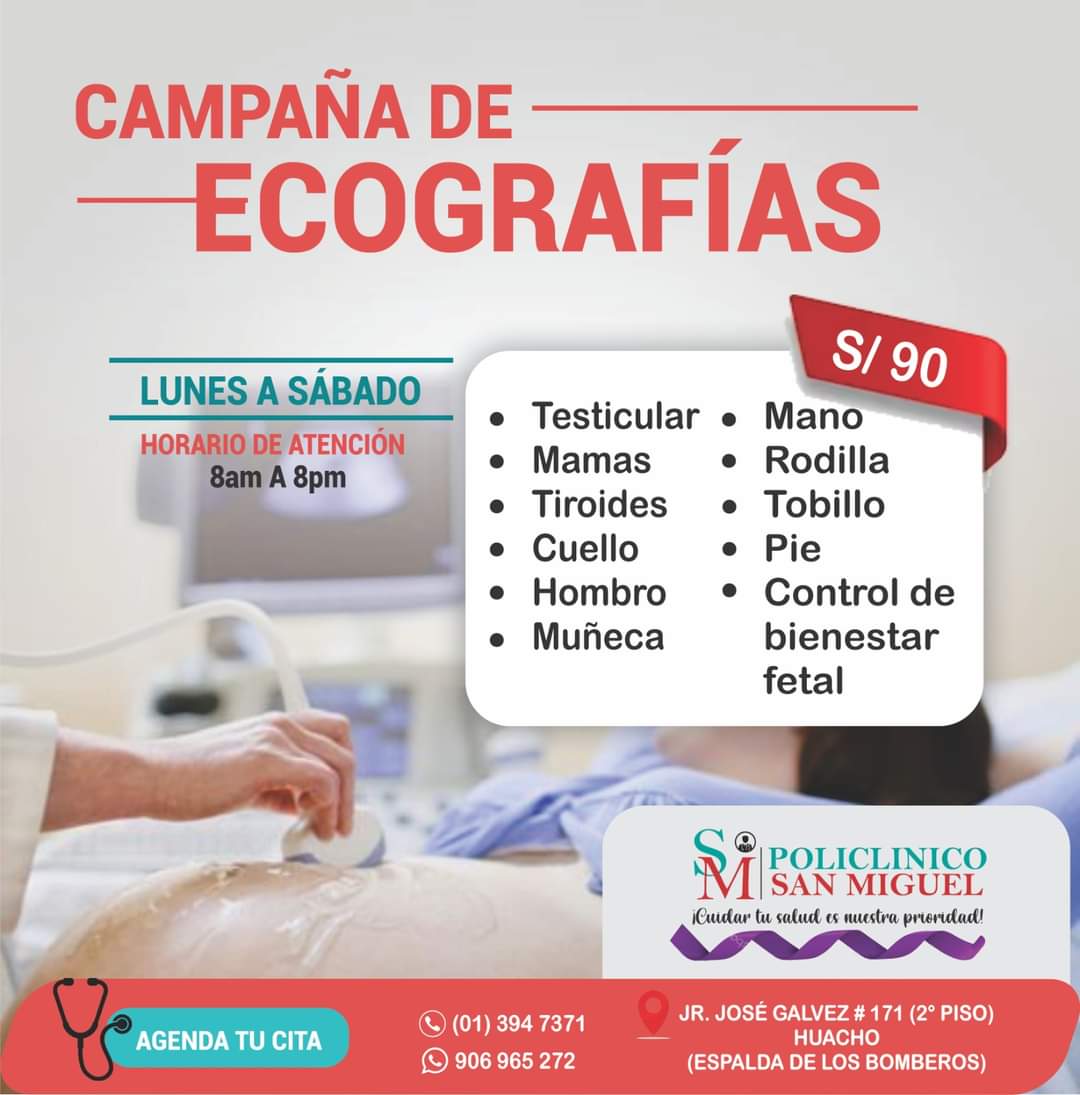 CAMPAÑA DE
ECOGRAFÍAS
LUNES A SÁBADO
HORARIO DE ATENCIÓN
8am A 8pm
S/ 90
• Testicular
• Mamas
• Tiroides
• Cuello
• Hombro
• Muñeca
• Mano
• Rodilla
• Tobillo
• Pie
• Control de
bienestar
fetal
SM
POLICLINICO
SAN MIGUEL
¡Cuidar tu salud es nuestra prioridad!
AGENDA TU CITA
(01) 394 7371
906 965 272
JR. JOSÉ GALVEZ # 171 (2° PISO)
HUACHO
(ESPALDA DE LOS BOMBEROS)